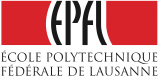 EPFL
ÉCOLE POLYTECHNIQUE
FÉDÉRALE DE LAUSANNE